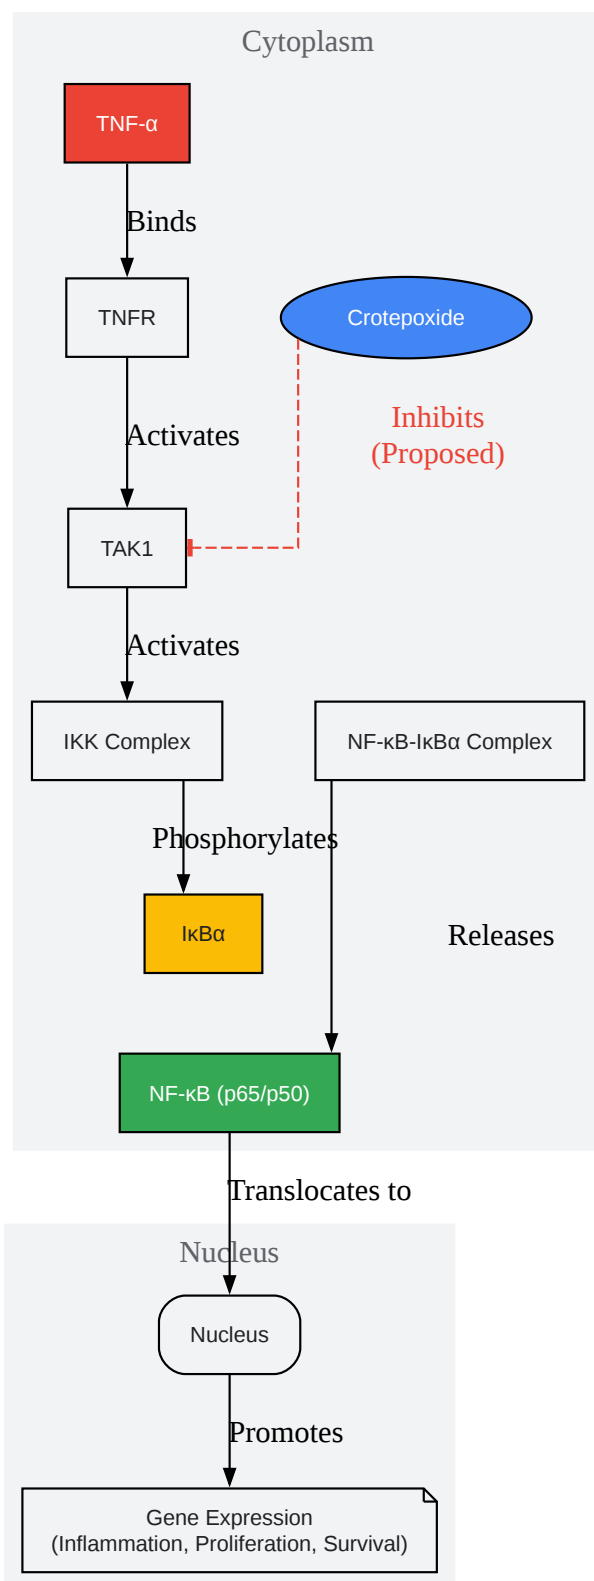 Cytoplasm
TNF-α
Binds
TNFR
Crotepoxide
Inhibits
(Proposed)
Activates
TAK1
Activates
IKK Complex
NF-κB-IκBα Complex
Phosphorylates
IκBα
Releases
NF-κB (p65/p50)
Translocates to
Nucleus
Nucleus
Promotes
Gene Expression
(Inflammation, Proliferation, Survival)